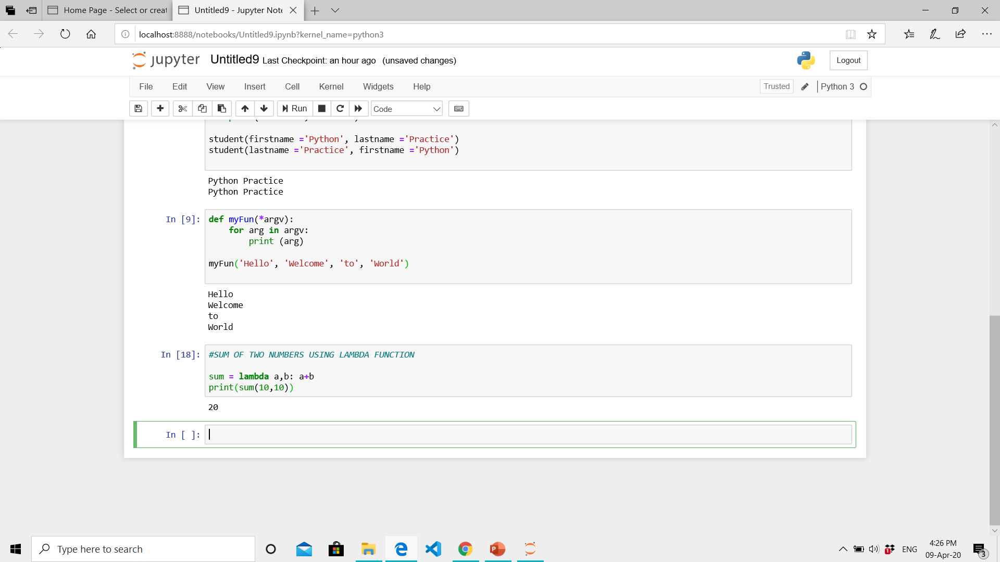 Home Page - Select or creat
Untitled9 - Jupyter Note
localhost:8888/notebooks/Untitled9.ipynb?kernel_name=python3
jupyter Untitled9 Last Checkpoint: an hour ago (unsaved changes)
Logout
File Edit View Insert Cell Kernel Widgets Help
Trusted Python 3
Run Code
student(firstname ='Python', lastname ='Practice')
student(lastname ='Practice', firstname ='Python')
Python Practice
Python Practice
In [9]: def myFun(*argv):
for arg in argv:
print (arg)
myFun('Hello', 'Welcome', 'to', 'World')
Hello
Welcome
to
World
In [18]: #SUM OF TWO NUMBERS USING LAMBDA FUNCTION
sum = lambda a,b: a+b
print(sum(10,10))
20
In [ ]:
Type here to search
P
1
ENG
4:26 PM
09-Apr-20
3